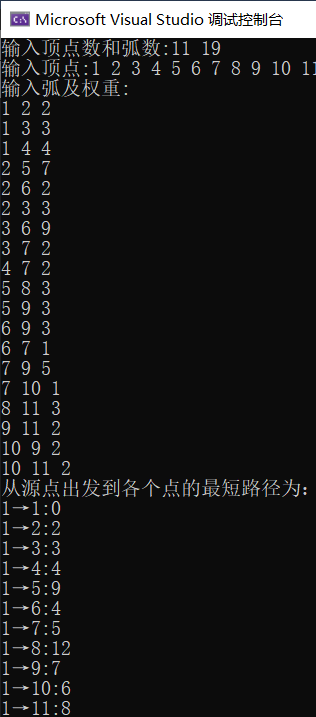 Microsoft Visual Studio 调试控制台
输入顶点数和弧数:11 19
输入顶点:1 2 3 4 5 6 7 8 9 10 11
输入弧及权重:
1 2 2
1 3 3
1 4 4
2 5 7
2 6 2
2 3 3
3 6 9
3 7 2
4 7 2
5 8 3
5 9 3
6 9 3
6 7 1
7 9 5
7 10 1
8 11 3
9 11 2
10 9 2
10 11 2
从源点出发到各个点的最短路径为:
1→1:0
1→2:2
1→3:3
1→4:4
1→5:9
1→6:4
1→7:5
1→8:12
1→9:7
1→10:6
1→11:8